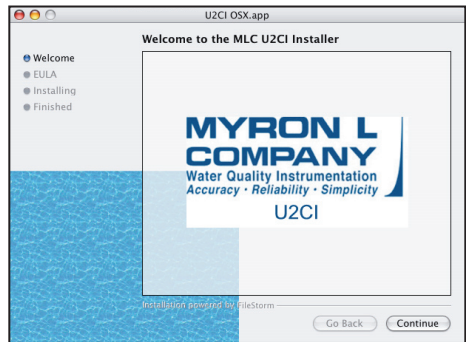 U2CI OSX.app
Welcome to the MLC U2CI Installer
Welcome
EULA
Installing
Finished
MYRON L
COMPANY
Water Quality Instrumentation
Accuracy • Reliability • Simplicity
U2CI
Installation powered by FileStorm
Go Back
Continue